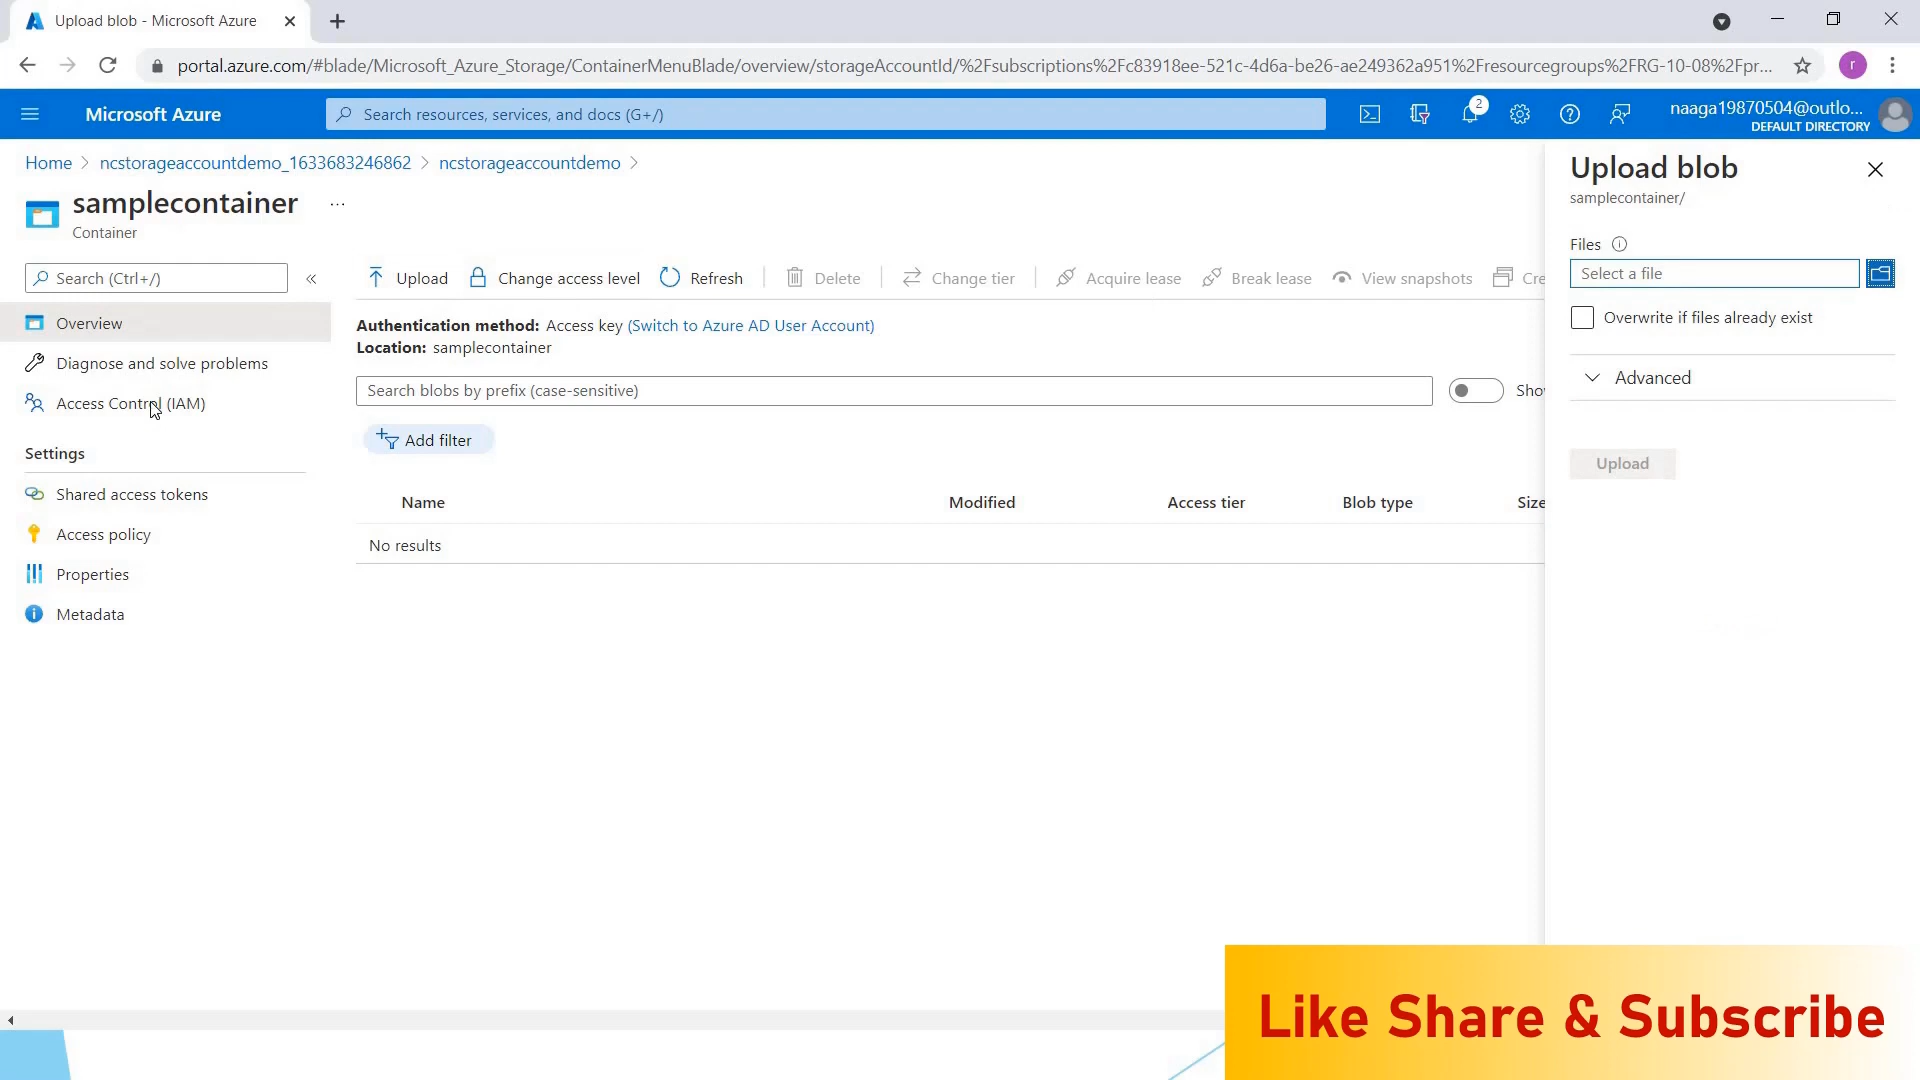 Upload blob - Microsoft Azure
portal.azure.com/#blade/Microsoft_Azure_Storage/ContainerMenuBlade/overview/storageAccountId/%2Fsubscriptions%2Fc83918ee-521c-4d6a-be26-ae249362a951%2Fresourcegroups%2FRG-10-08%2Fpr...
r
Microsoft Azure
Search resources, services, and docs (G+/)
2
naaga19870504@outlo...
DEFAULT DIRECTORY
Home > ncstorageaccountdemo_1633683246862 > ncstorageaccountdemo >
samplecontainer ...
Container
Search (Ctrl+/)
«
Overview
Diagnose and solve problems
Access Control (IAM)
Settings
Shared access tokens
Access policy
Properties
Metadata
Upload
Change access level
Refresh
Delete
Change tier
Acquire lease
Break lease
View snapshots
Cre
Authentication method: Access key (Switch to Azure AD User Account)
Location: samplecontainer
Search blobs by prefix (case-sensitive)
Sho
Add filter
Name Modified Access tier Blob type Size
No results
Upload blob
samplecontainer/
Files
Select a file
Overwrite if files already exist
Advanced
Upload
Like Share & Subscribe